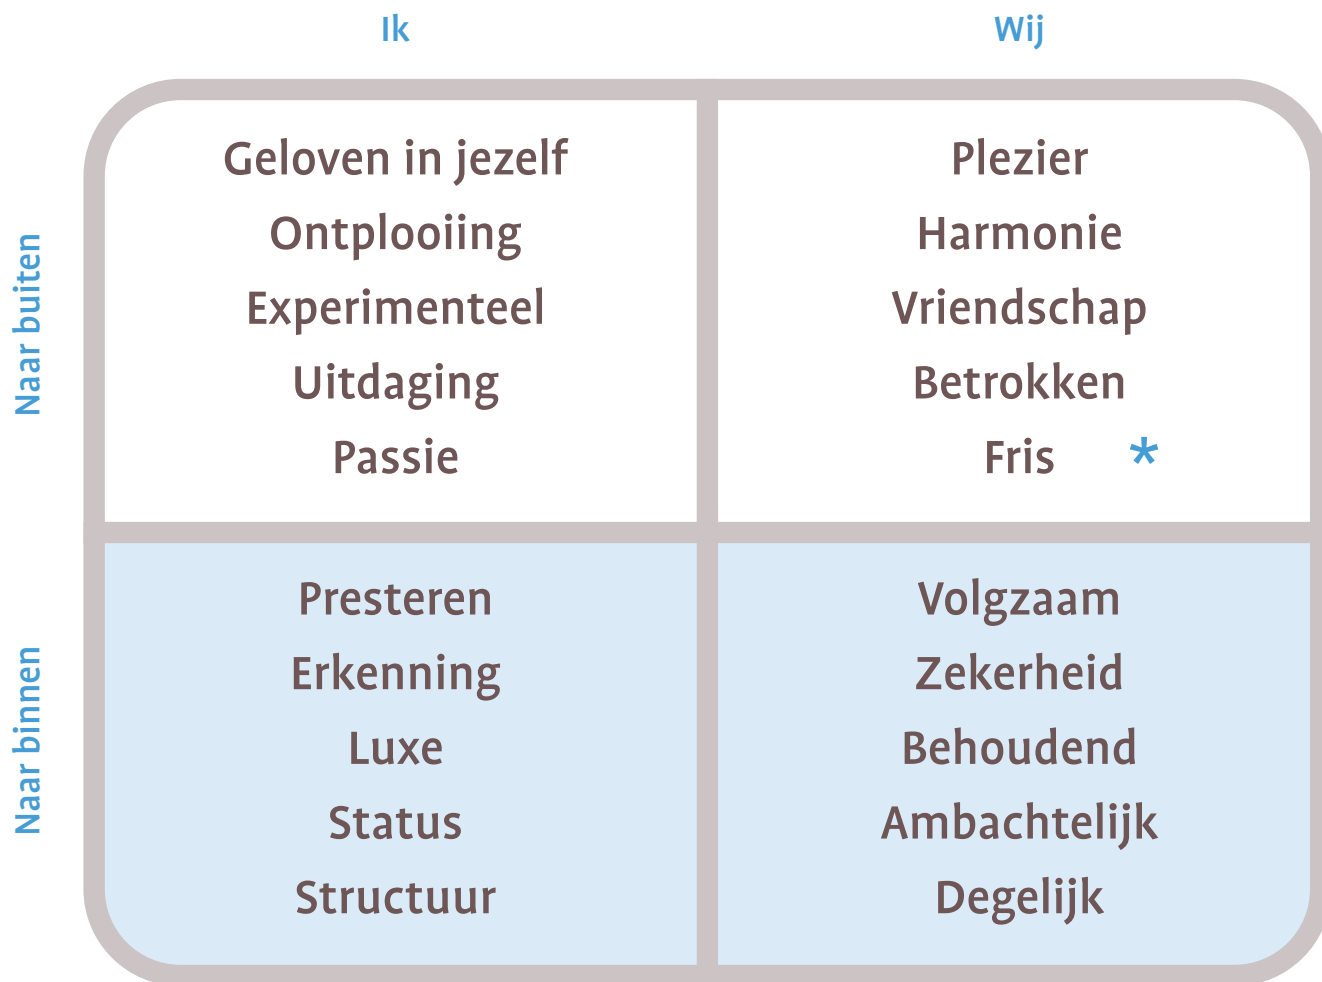 Ik
Wij
Naar buiten
Geloven in jezelf
Ontplooiing
Experimenteel
Uitdaging
Passie
Plezier
Harmonie
Vriendschap
Betrokken
Fris *
Naar binnen
Presteren
Erkenning
Luxe
Status
Structuur
Volgzaam
Zekerheid
Behoudend
Ambachtelijk
Degelijk